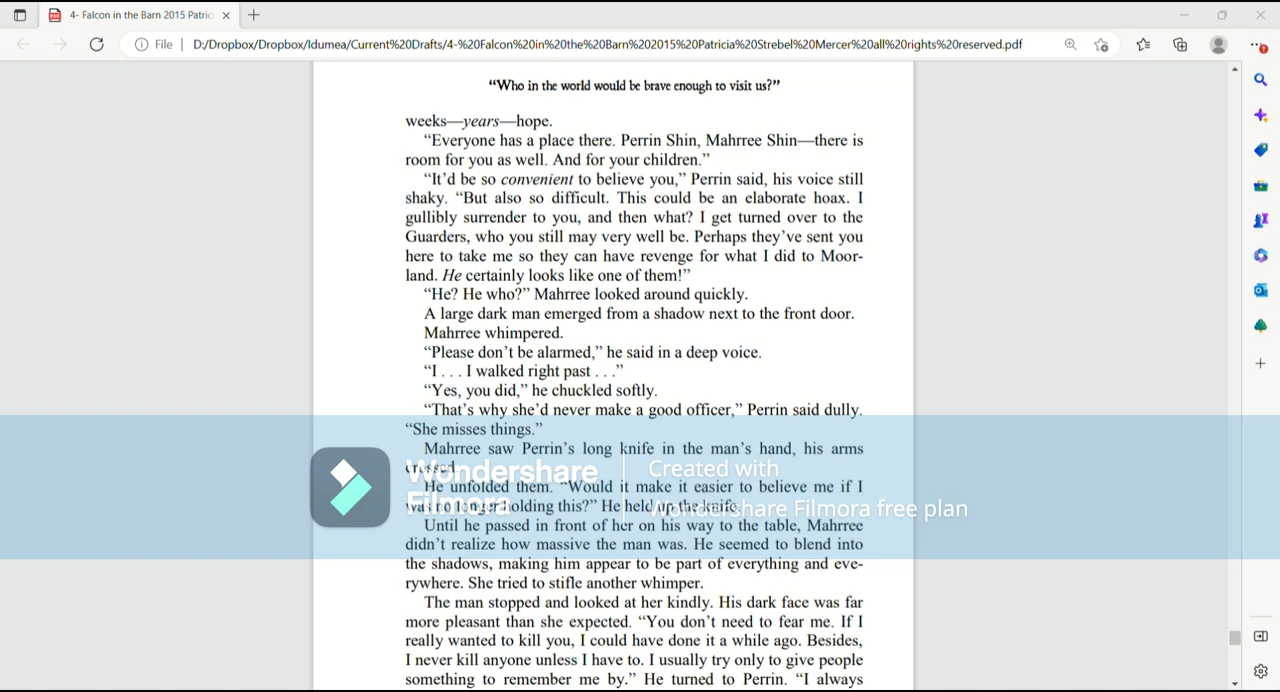 4- Falcon in the Barn 2015 Patric
File | D:/Dropbox/Dropbox/Idumea/Current%20Drafts/4-%20Falcon%20in%20the%20Barn%202015%20Patricia%20Strebel%20Mercer%20all%20rights%20reserved.pdf
“Who in the world would be brave enough to visit us?”
weeks—years—hope.
“Everyone has a place there. Perrin Shin, Mahrree Shin—there is
room for you as well. And for your children.”
“It’d be so convenient to believe you,” Perrin said, his voice still
shaky. “But also so difficult. This could be an elaborate hoax. I
gullibly surrender to you, and then what? I get turned over to the
Guarders, who you still may very well be. Perhaps they’ve sent you
here to take me so they can have revenge for what I did to Moor-
land. He certainly looks like one of them!”
“He? He who?” Mahrree looked around quickly.
A large dark man emerged from a shadow next to the front door.
Mahrree whimpered.
“Please don’t be alarmed,” he said in a deep voice.
“I . . . I walked right past . . .”
“Yes, you did,” he chuckled softly.
“That’s why she’d never make a good officer,” Perrin said dully.
“She misses things.”
Mahrree saw Perrin’s long knife in the man’s hand, his arms
crossed.
He unfolded them. “Would it make it easier to believe me if I
was no longer holding this?” He held up the knife.
Until he passed in front of her on his way to the table, Mahrree
didn’t realize how massive the man was. He seemed to blend into
the shadows, making him appear to be part of everything and eve-
rywhere. She tried to stifle another whimper.
The man stopped and looked at her kindly. His dark face was far
more pleasant than she expected. “You don’t need to fear me. If I
really wanted to kill you, I could have done it a while ago. Besides,
I never kill anyone unless I have to. I usually try only to give people
something to remember me by.” He turned to Perrin. “I always
Wondershare
Filmora
Created with
Wondershare Filmora free plan